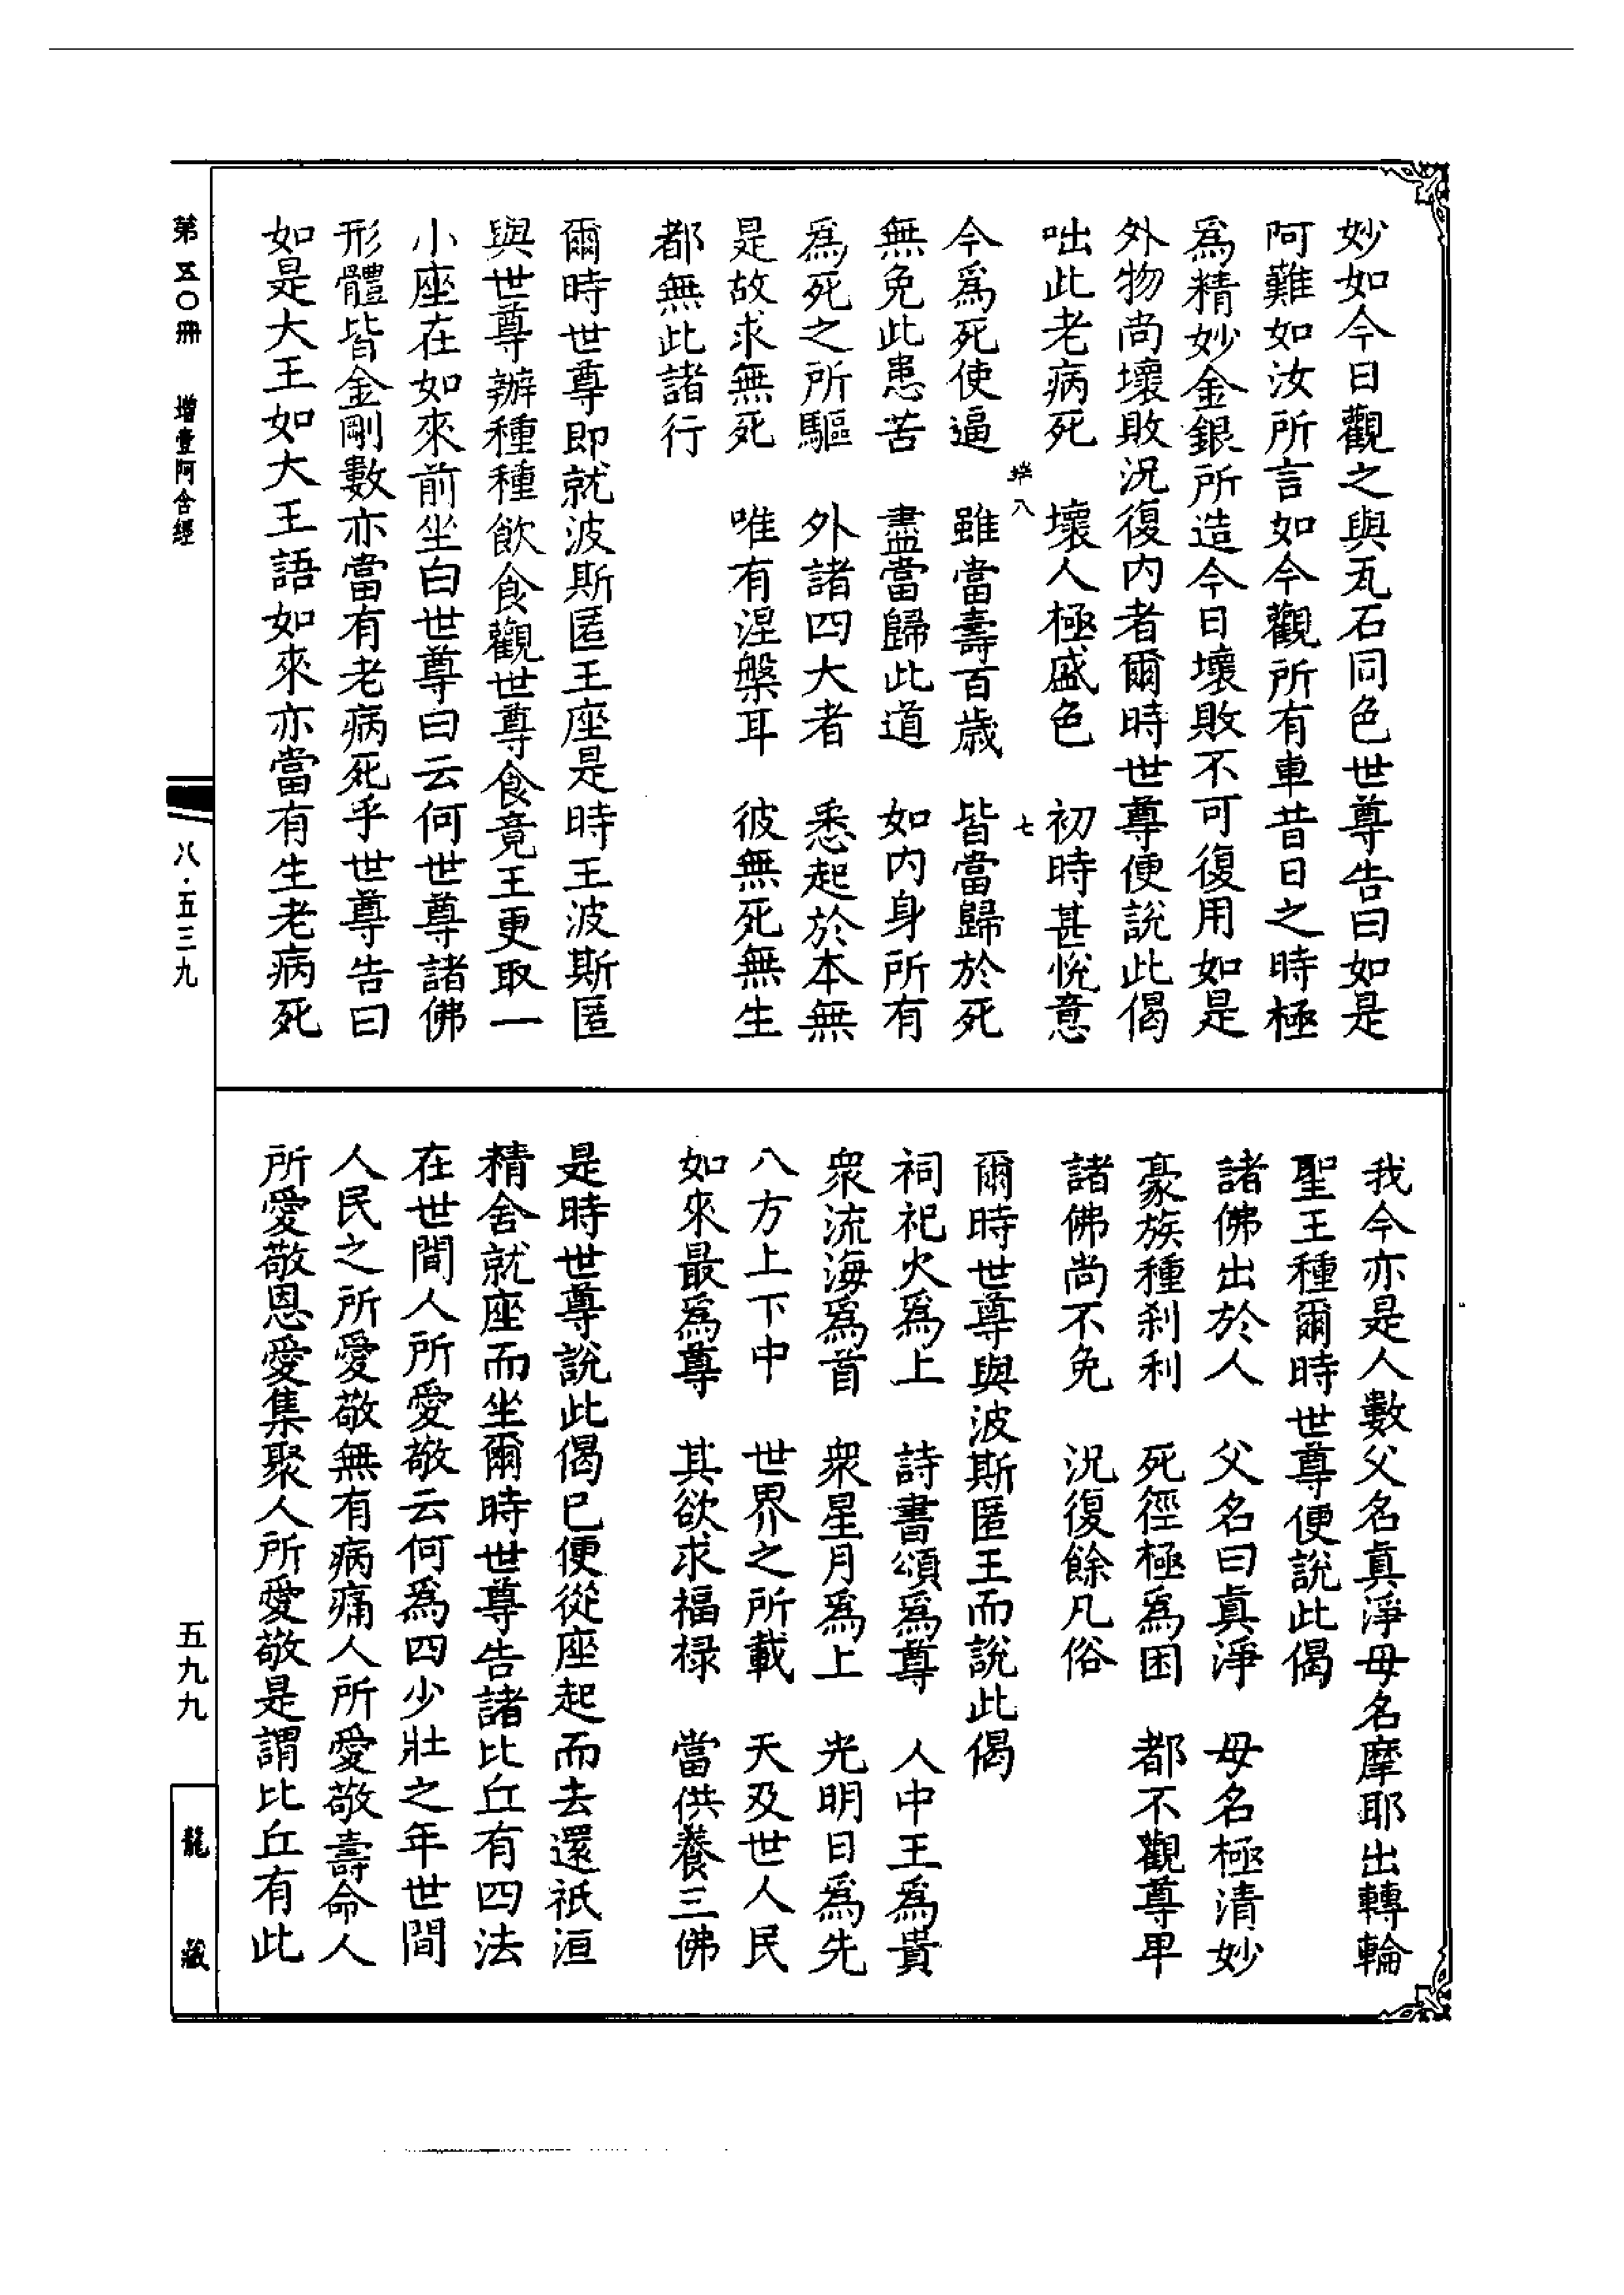 妙如今日觀之與瓦石同色世尊告曰如是
阿難如汝所言如今觀所有車昔日之時極
爲精妙金銀所造今日壞敗不可復用如是
外物尚壞敗況復内者爾時世尊便說此偈
咄此老病死　壞人極盛色　初時甚悅意
八　七
今爲死使逼　雖當壽百歳　皆當歸於死
無免此患苦　盡當歸此道　如内身所有
爲死之所驅　外諸四大者　悉起於本無
是故求無死　唯有涅槃耳　彼無死無生
都無此諸行
爾時世尊即就波斯匿王座是時王波斯匿
與世尊辦種種飲食觀世尊食竟王更取一
小座在如來前坐白世尊曰云何世尊諸佛
形體皆金剛數亦當有老病死乎世尊告曰
如是大王如大王語如來亦當有生老病死
我今亦是人數父名真淨母名摩耶出轉輪
聖王種爾時世尊便說此偈
諸佛出於人　父名曰真淨　母名極清妙
豪族種刹利　死徑極爲困　都不觀尊卑
諸佛尚不免　況復餘凡俗
爾時世尊與波斯匿王而說此偈
祠祀火爲上　詩書頌爲尊　人中王爲貴
衆流海爲首　衆星月爲上　光明日爲先
八方上下中　世界之所載　天及世人民
如來最爲尊　其欲求福禄　當供養三佛
是時世尊說此偈已便從座起而去還祇洹
精舍就座而坐爾時世尊告諸比丘有四法
在世間人所愛敬云何爲四少壯之年世間
人民之所愛敬無有病痛人所愛敬壽命人
所愛敬恩愛集聚人所愛敬是謂比丘有此
第五〇冊　增壹阿含經
八·五三九
五九九
龍藏